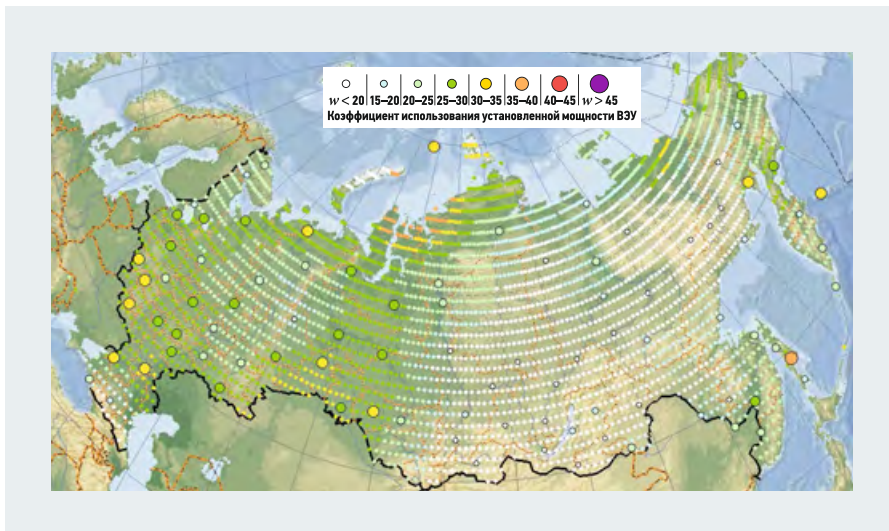 w < 20 15–20 20–25 25–30 30–35 35–40 40–45 w > 45
Коэффициент использования установленной мощности ВЭУ